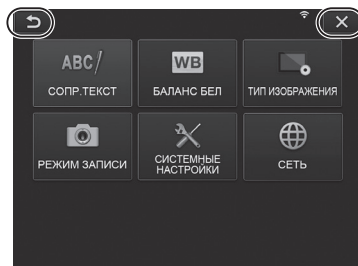 ABC/
WB
СОПР.ТЕКСТ
БАЛАНС БЕЛ
ТИП ИЗОБРАЖЕНИЯ
РЕЖИМ ЗАПИСИ
СИСТЕМНЫЕ
НАСТРОЙКИ
СЕТЬ